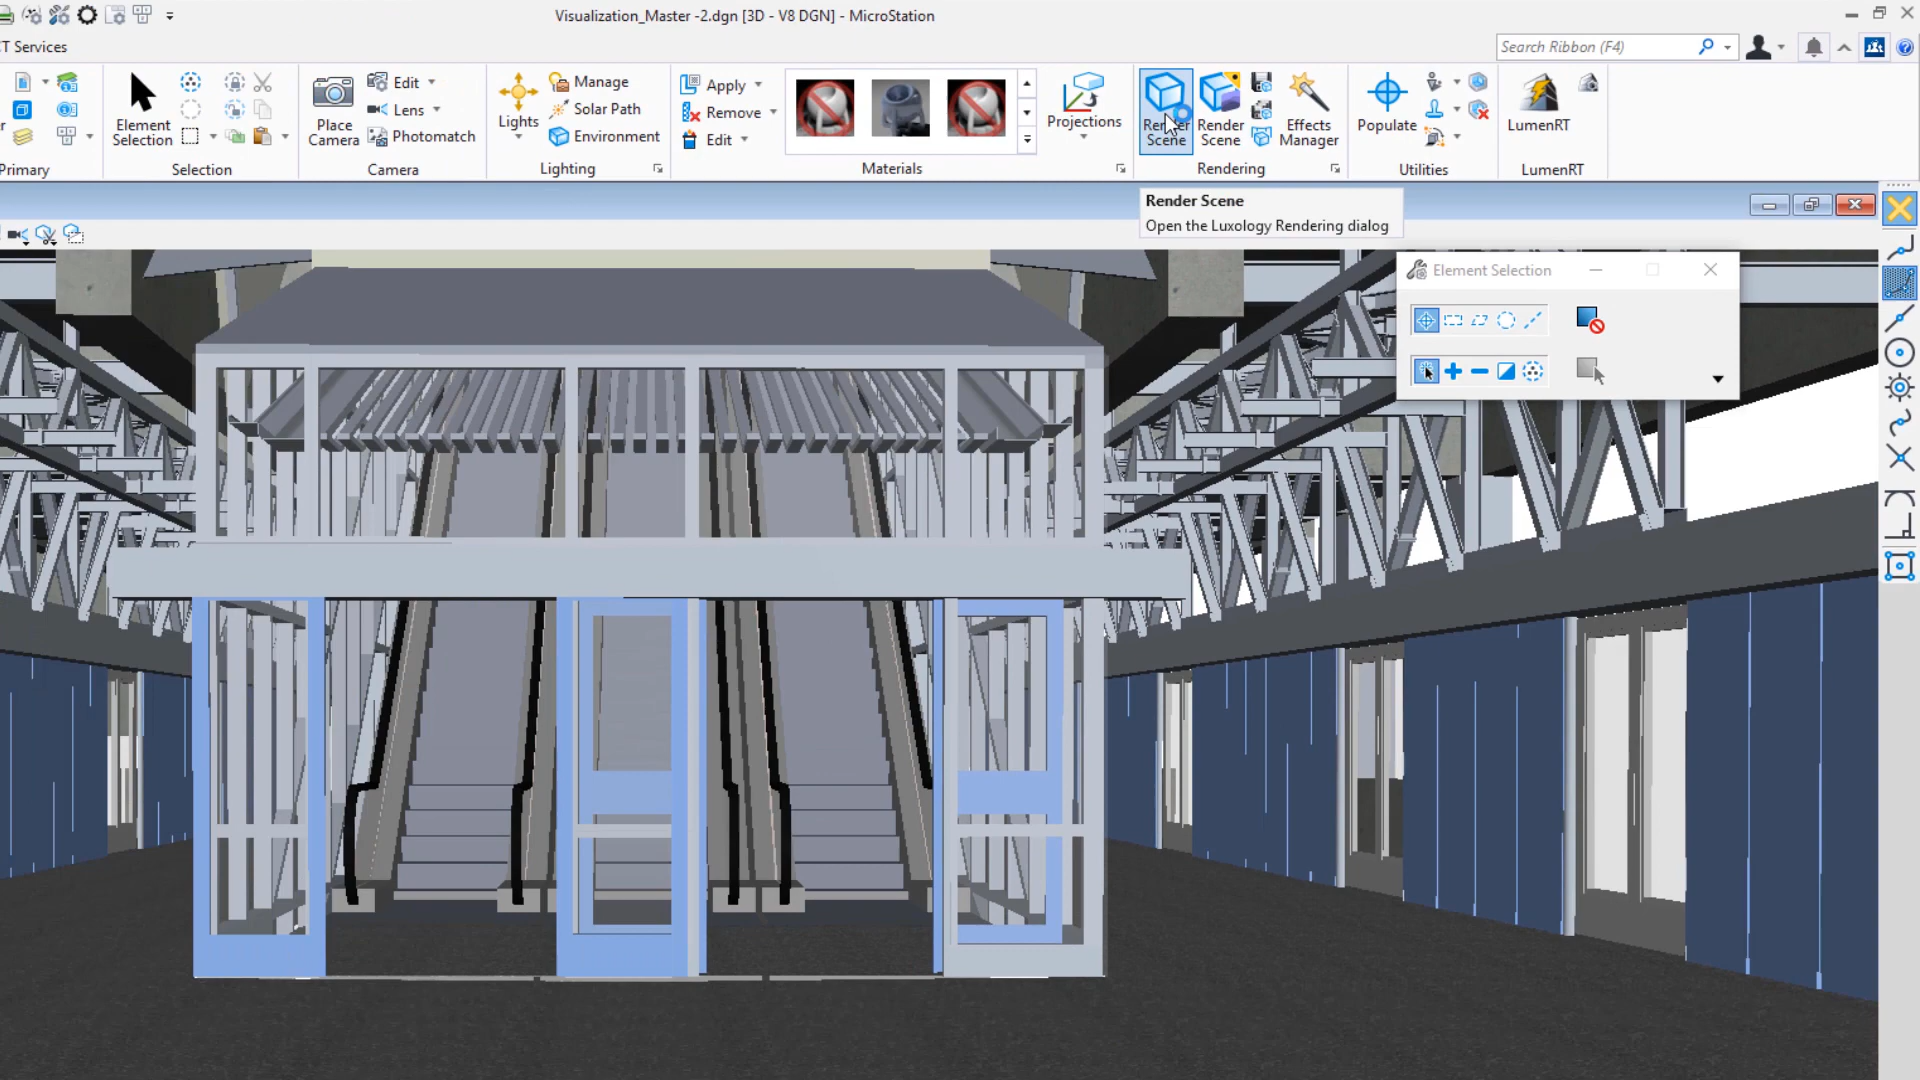 Visualization_Master -2.dgn [3D - V8 DGN] - MicroStation
T Services
Search Ribbon (F4)
Element Selection
Place Camera
Edit
Lens
Photomatch
Lights
Manage
Solar Path
Environment
Apply
Remove
Edit
Projections
Render Scene
Render Scene
Effects Manager
Populate
LumenRT
Primary
Selection
Camera
Lighting
Materials
Rendering
Utilities
LumenRT
Render Scene
Open the Luxology Rendering dialog
Element Selection